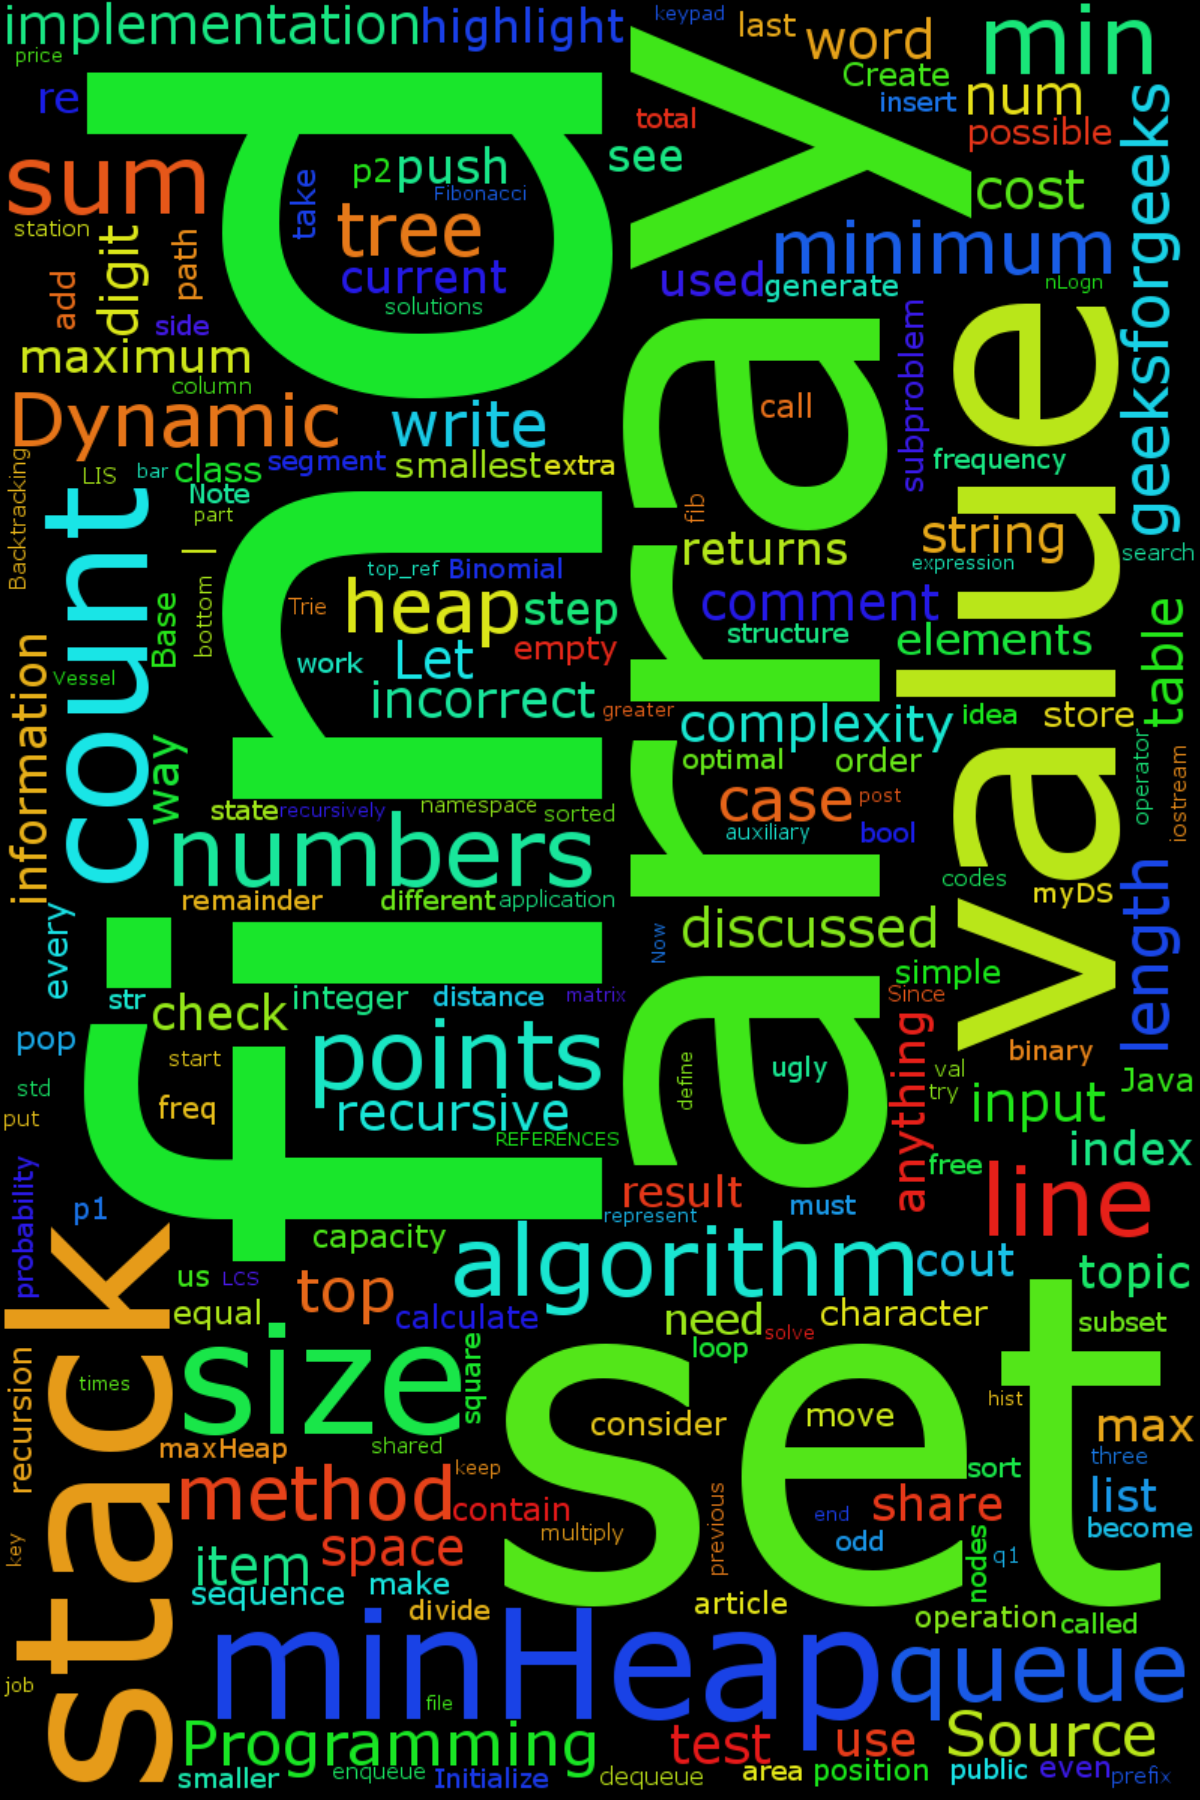 implementation
highlight
keypad
last
word
min
price
Create
re
insert
num
total
possible
find
array
see
sum
p2
push
Fibonacci
take
tree
cost
geeksforgeeks
station
digit
path
minimum
add
current
used
generate
nLogn
solutions
side
subproblem
value
maximum
column
call
Dynamic
write
Backtracking
LIS
bar
class
segment
smallest
extra
frequency
Note
part
count
fib
string
returns
expression
search
l
top_ref
Binomial
bottom
Base
Trie
heap
step
comment
structure
elements
table
information
work
Let
empty
Vessel
incorrect
greater
complexity
idea
store
way
optimal
order
operator
iostream
state
recursively
namespace
sorted
case
post
auxiliary
bool
numbers
codes
myDS
length
remainder
different
application
every
Now
discussed
simple
str
integer
distance
matrix
Since
check
pop
points
anything
binary
start
define
ugly
val
try
Java
std
put
freq
recursive
input
REFERENCES
index
probability
free
line
p1
result
must
represent
stack
capacity
algorithm
cout
topic
us
LCS
top
equal
calculate
need
solve
character
subset
loop
size
square
set
recursion
times
consider
move
hist
max
maxHeap
shared
three
method
keep
sort
list
contain
previous
share
end
become
key
multiply
odd
space
nodes
q1
item
sequence
make
divide
article
operation
called
minHeap
queue
job
file
Programming
test
use
Source
smaller
enqueue
Initialize
dequeue
area
position
public
even
prefix